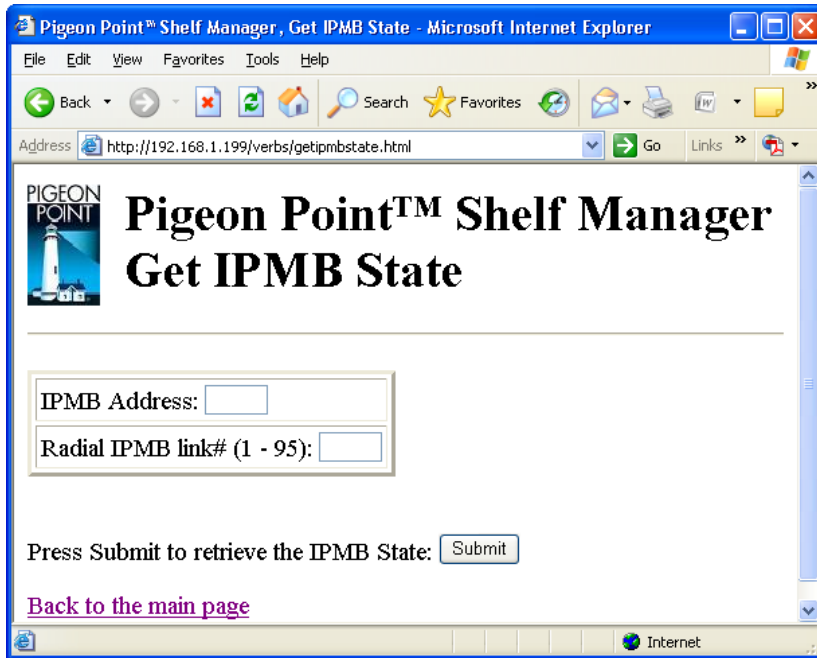 Pigeon Point™ Shelf Manager, Get IPMB State - Microsoft Internet Explorer
File Edit View Favorites Tools Help
Back Search Favorites »
Address http://192.168.1.199/verbs/getipmbstate.html Go Links »
PIGEON
POINT
Pigeon Point™ Shelf Manager
Get IPMB State
IPMB Address:
Radial IPMB link# (1 - 95):
Press Submit to retrieve the IPMB State: Submit
Back to the main page
Internet